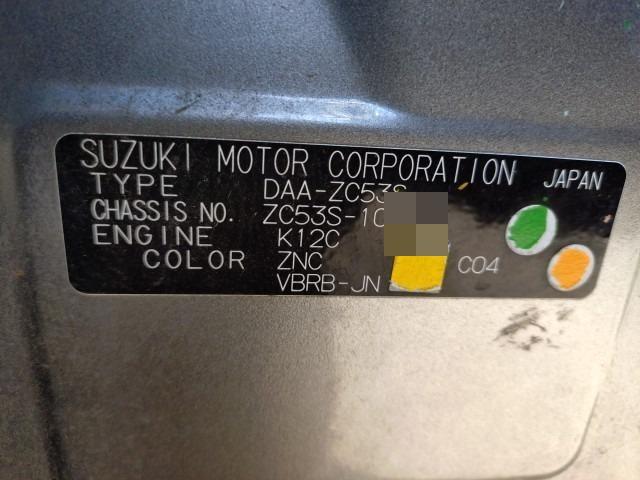 SUZUKI MOTOR CORPORATION JAPAN
TYPE DAA-ZC53S
CHASSIS NO. ZC53S-10
ENGINE K12C
COLOR ZNC C04
VBRB-JN